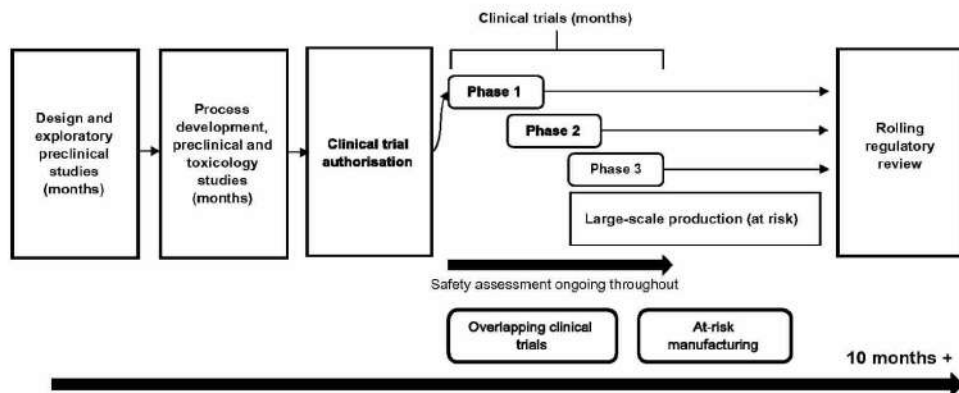 Clinical trials (months)
Design and
exploratory
preclinical
studies
(months)
Process
development,
preclinical and
toxicology
studies
(months)
Clinical trial
authorisation
Phase 1
Phase 2
Phase 3
Large-scale production (at risk)
Rolling
regulatory
review
Safety assessment ongoing throughout
Overlapping clinical
trials
At-risk
manufacturing
10 months +